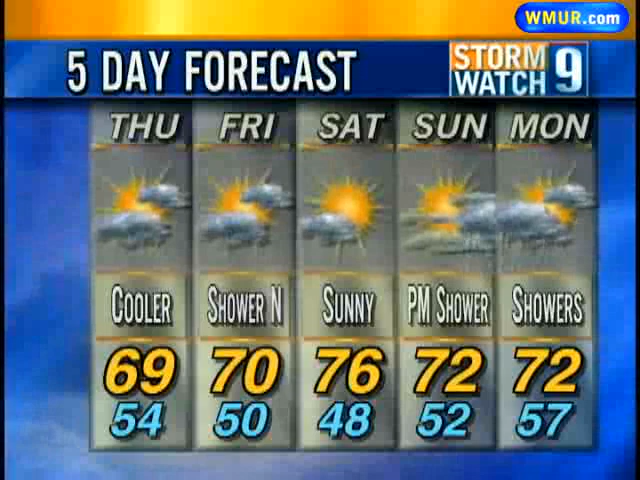 WMUR.com
5 DAY FORECAST
STORM
WATCH 9
THU FRI SAT SUN MON
COOLER SHOWER N SUNNY PM SHOWER SHOWERS
69 70 76 72 72
54 50 48 52 57